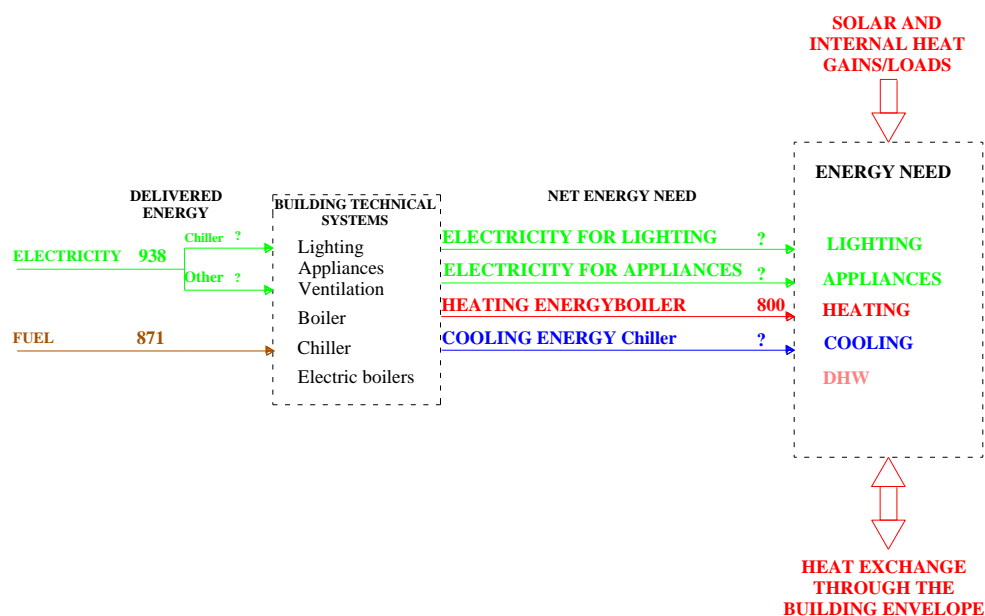 SOLAR AND
INTERNAL HEAT
GAINS/LOADS
ENERGY NEED
DELIVERED
ENERGY
BUILDING TECHNICAL
SYSTEMS
NET ENERGY NEED
Chiller ?
ELECTRICITY 938
Other ?
FUEL 871
Lighting
Appliances
Ventilation
Boiler
Chiller
Electric boilers
ELECTRICITY FOR LIGHTING ?
ELECTRICITY FOR APPLIANCES ?
HEATING ENERGYBOILER 800
COOLING ENERGY Chiller ?
LIGHTING
APPLIANCES
HEATING
COOLING
DHW
HEAT EXCHANGE
THROUGH THE
BUILDING ENVELOPE